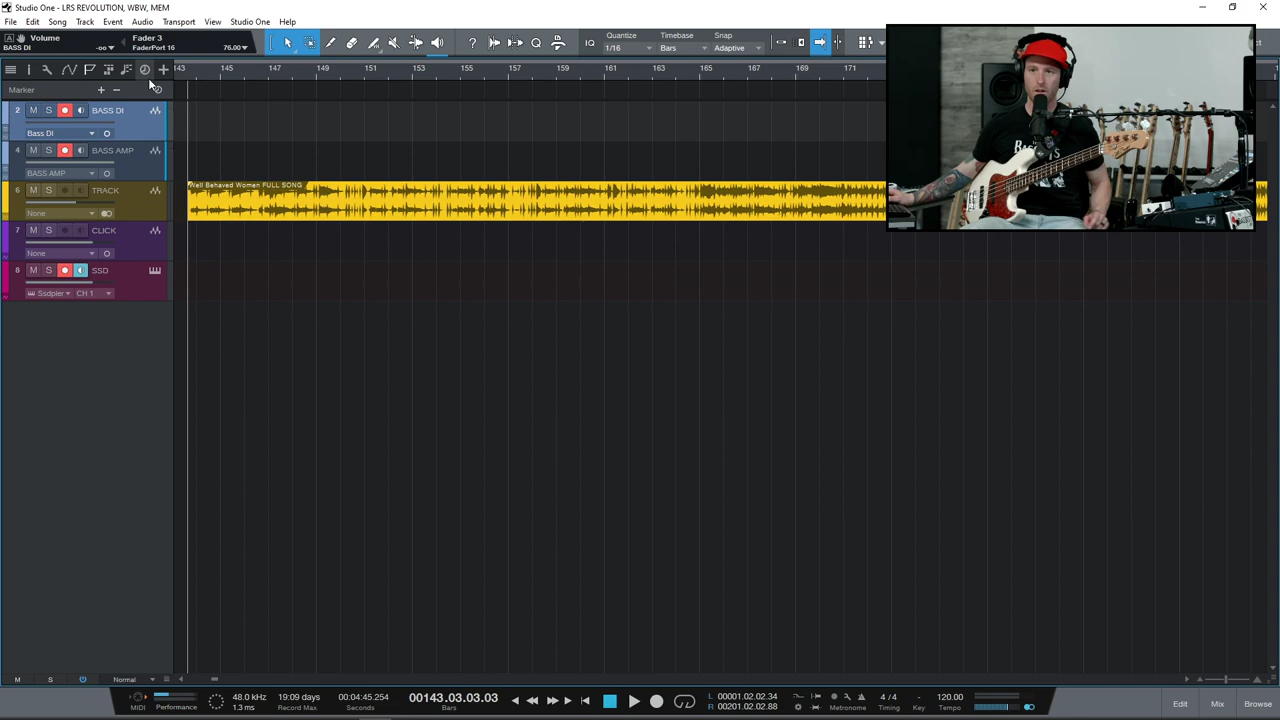 Studio One - LRS REVOLUTION, WBW, MEM
File Edit Song Track Event Audio Transport View Studio One Help
Volume Fader 3
BASS DI -oo FaderPort 16 76.00
Quantize Timebase Snap
IQ 1/16 Bars Adaptive
143 145 147 149 151 153 155 157 159 161 163 165 167 169 171
Marker
2 M S BASS DI
Bass DI
4 M S BASS AMP
BASS AMP
6 M S TRACK
None
Well Behaved Women FULL SONG
7 M S CLICK
None
8 M S SSD
Ssdpler CH 1
M S Normal
MIDI Performance
48.0 kHz
1.3 ms
19:09 days
Record Max
00:04:45.254
Seconds
00143.03.03.03
Bars
L 00001.02.02.34
R 00201.02.02.88
Metronome
4 / 4
Timing Key
120.00
Tempo
Edit Mix Browse